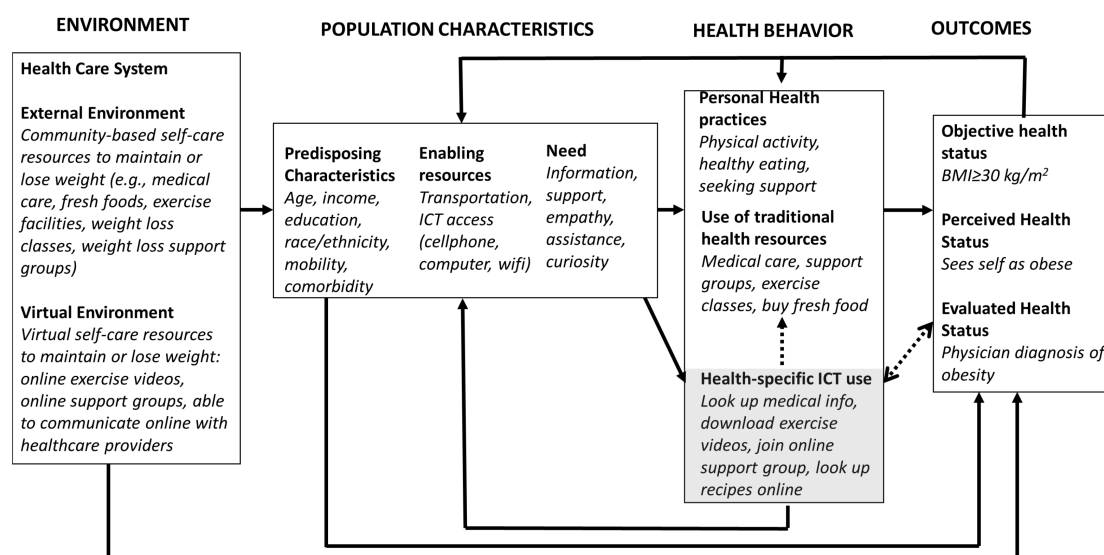 ENVIRONMENT
POPULATION CHARACTERISTICS
HEALTH BEHAVIOR
OUTCOMES
Health Care System
External Environment
Community-based self-care
resources to maintain or
lose weight (e.g., medical
care, fresh foods, exercise
facilities, weight loss
classes, weight loss support
groups)
Virtual Environment
Virtual self-care resources
to maintain or lose weight:
online exercise videos,
online support groups, able
to communicate online with
healthcare providers
Predisposing
Characteristics
Age, income,
education,
race/ethnicity,
mobility,
comorbidity
Enabling
resources
Transportation,
ICT access
(cellphone,
computer, wifi)
Need
Information,
support,
empathy,
assistance,
curiosity
Personal Health
practices
Physical activity,
healthy eating,
seeking support
Use of traditional
health resources
Medical care, support
groups, exercise
classes, buy fresh food
Health-specific ICT use
Look up medical info,
download exercise
videos, join online
support group, look up
recipes online
Objective health
status
BMI≥30 kg/m²
Perceived Health
Status
Sees self as obese
Evaluated Health
Status
Physician diagnosis of
obesity